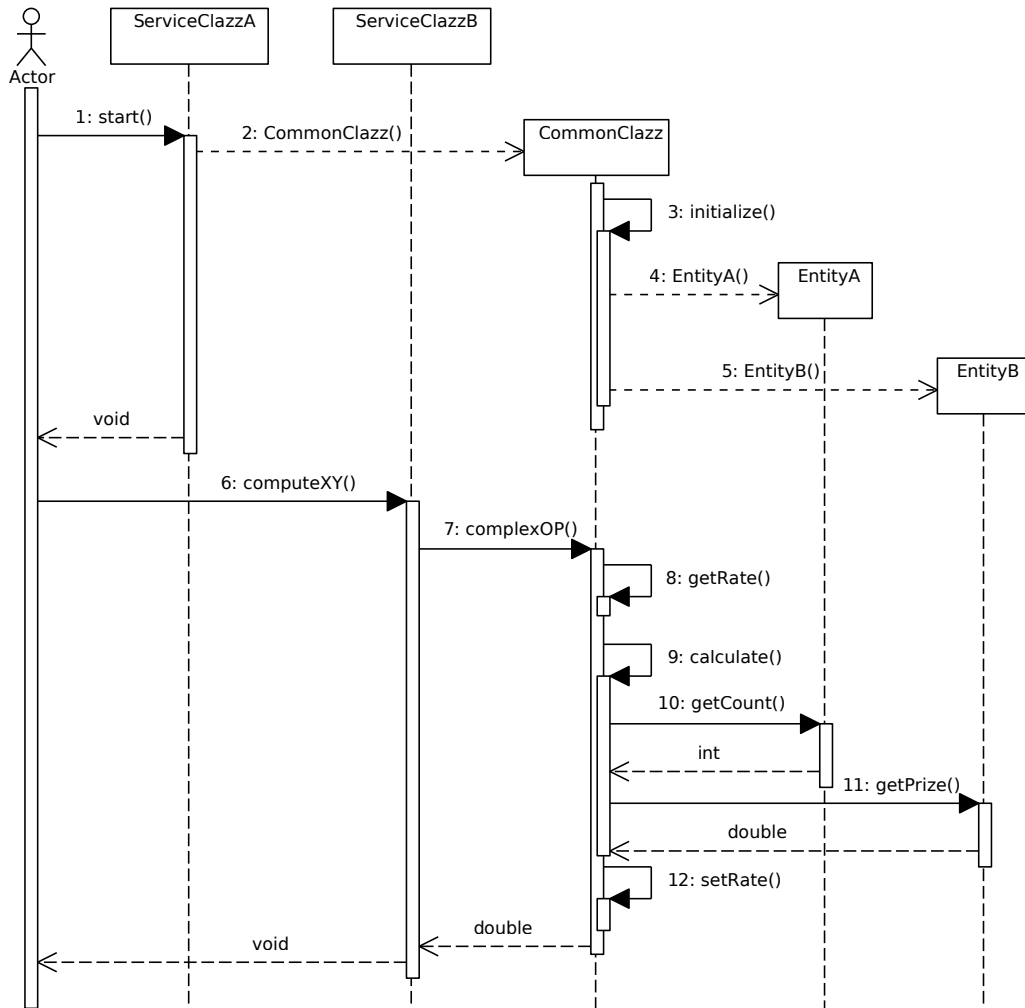 ServiceClazzA
ServiceClazzB
Actor
1: start()
2: CommonClazz()
CommonClazz
3: initialize()
4: EntityA()
EntityA
5: EntityB()
EntityB
void
6: computeXY()
7: complexOP()
8: getRate()
9: calculate()
10: getCount()
int
11: getPrize()
double
12: setRate()
double
void